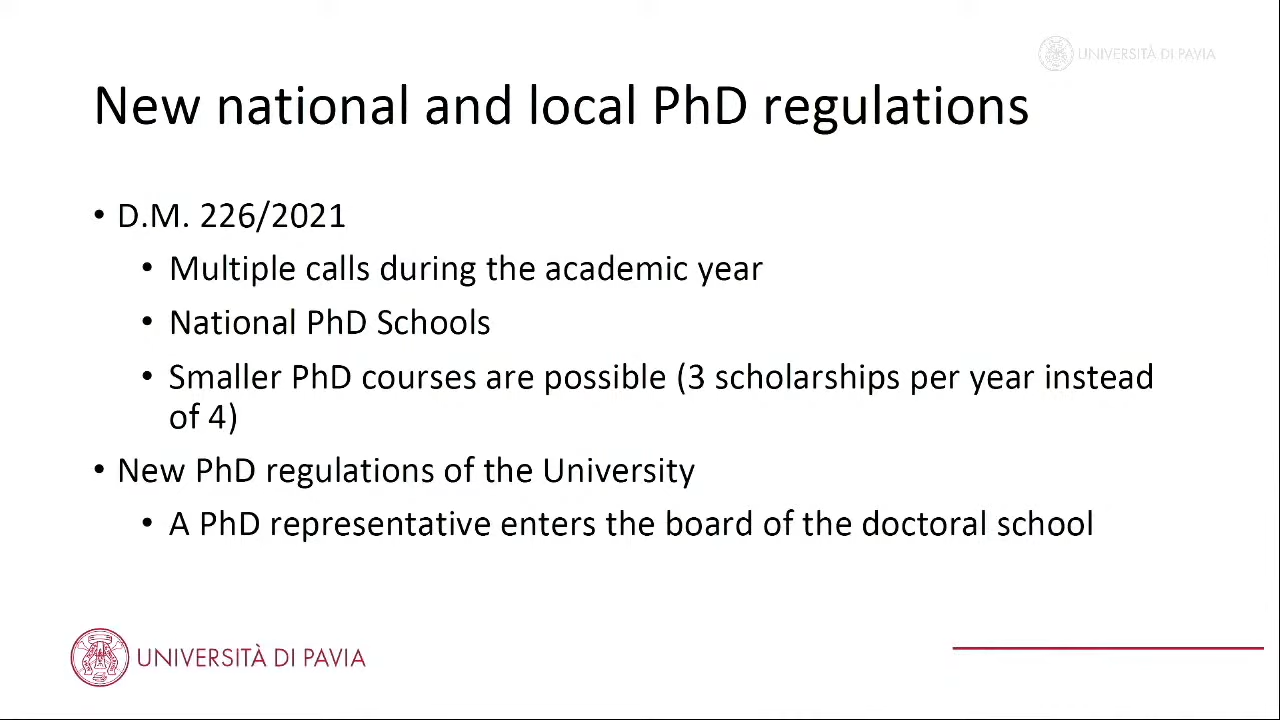 UNIVERSITÀ DI PAVIA
New national and local PhD regulations
• D.M. 226/2021
• Multiple calls during the academic year
• National PhD Schools
• Smaller PhD courses are possible (3 scholarships per year instead
of 4)
• New PhD regulations of the University
• A PhD representative enters the board of the doctoral school
UNIVERSITÀ DI PAVIA